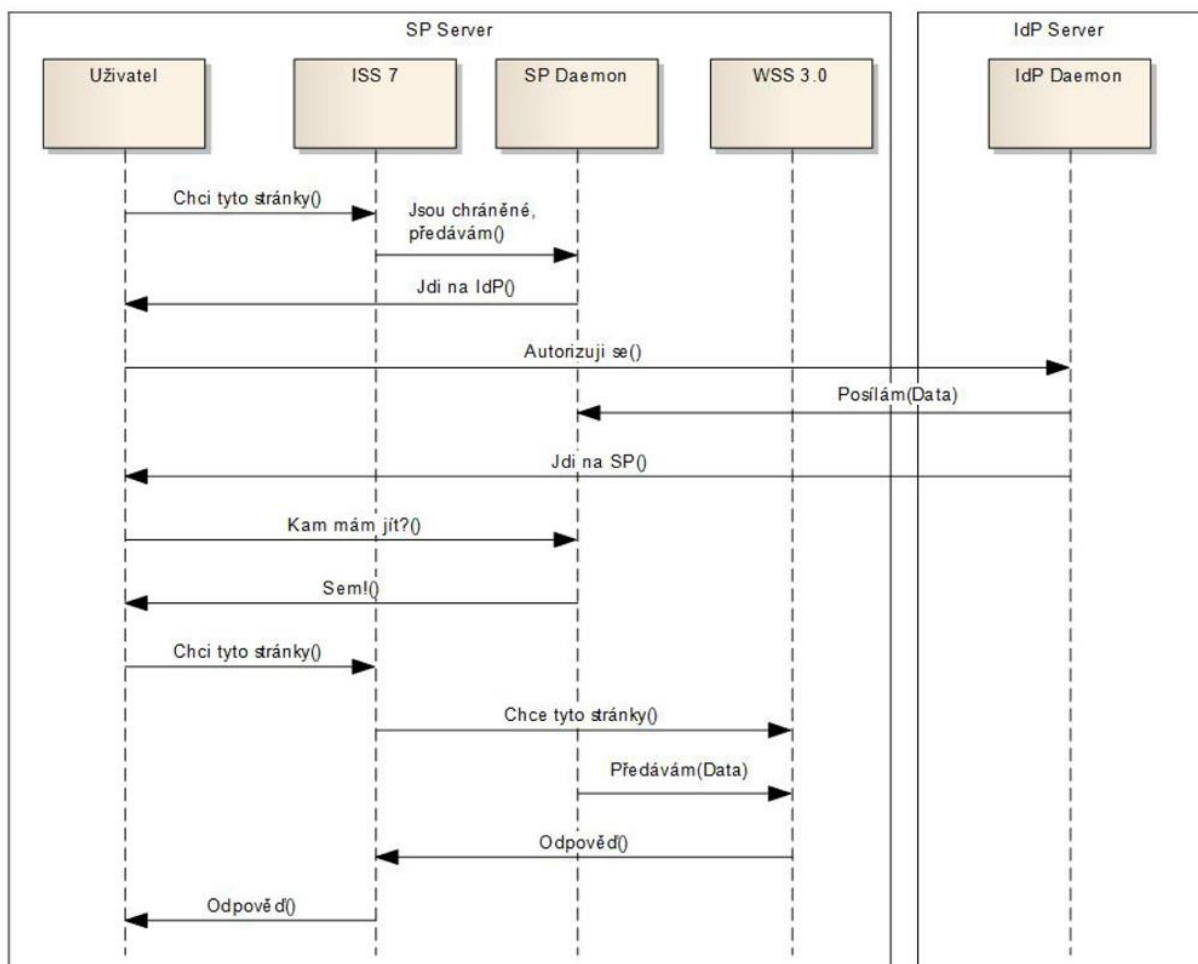 SP Server
IdP Server
Uživatel
ISS 7
SP Daemon
WSS 3.0
IdP Daemon
Chci tyto stránky()
Jsou chráněné,
předávám()
Jdi na IdP()
Autorizuji se()
Posílám(Data)
Jdi na SP()
Kam mám jít?()
Sem!()
Chci tyto stránky()
Chce tyto stránky()
Předávám(Data)
Odpověď()
Odpověď()